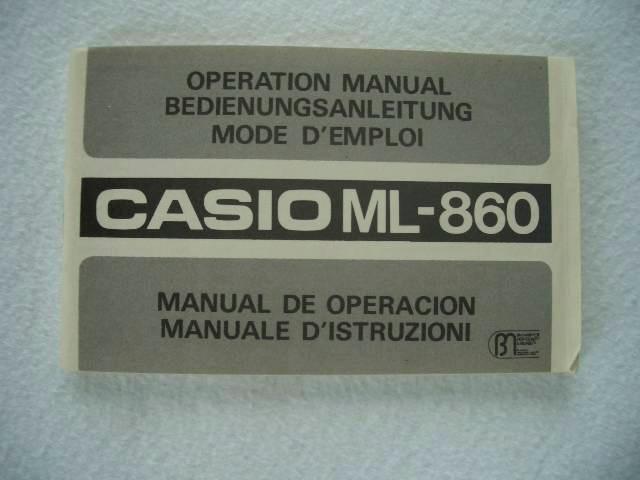 OPERATION MANUAL
BEDIENUNGSANLEITUNG
MODE D'EMPLOI
CASIO ML-860
MANUAL DE OPERACION
MANUALE D'ISTRUZIONI